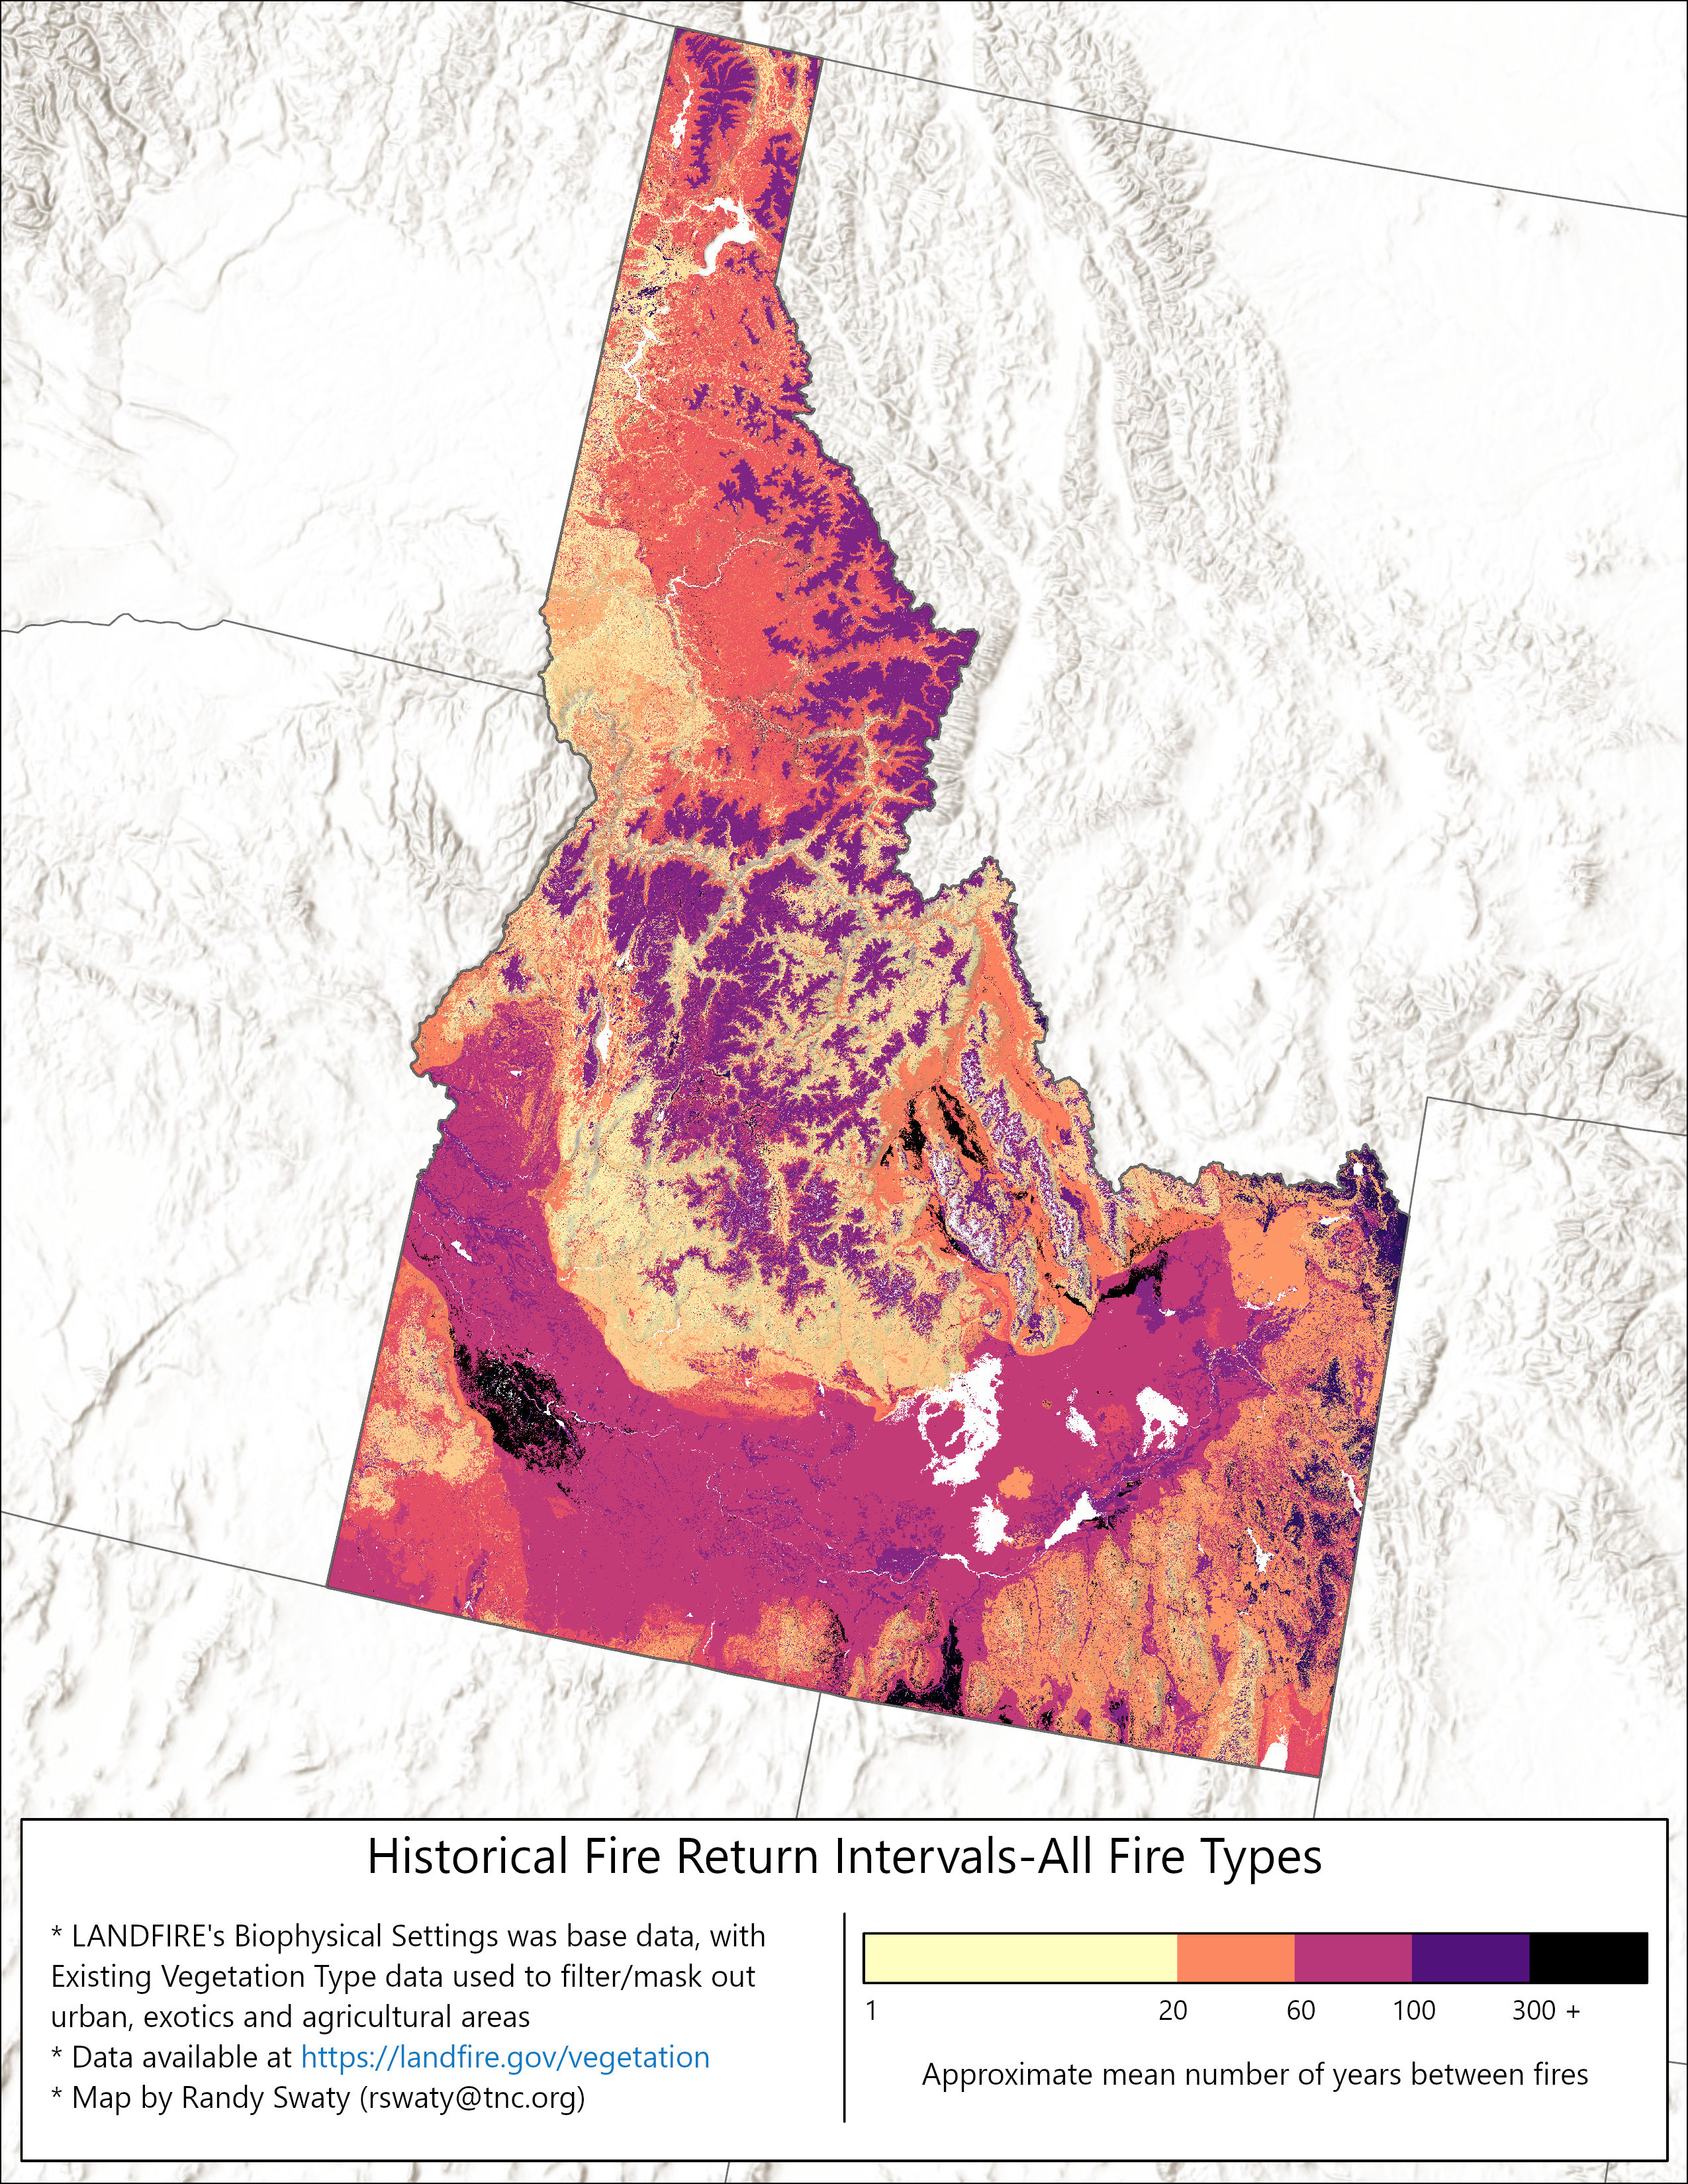 Historical Fire Return Intervals-All Fire Types
* LANDFIRE's Biophysical Settings was base data, with
Existing Vegetation Type data used to filter/mask out
urban, exotics and agricultural areas
* Data available at https://landfire.gov/vegetation
* Map by Randy Swaty (rswaty@tnc.org)
1 20 60 100 300 +
Approximate mean number of years between fires